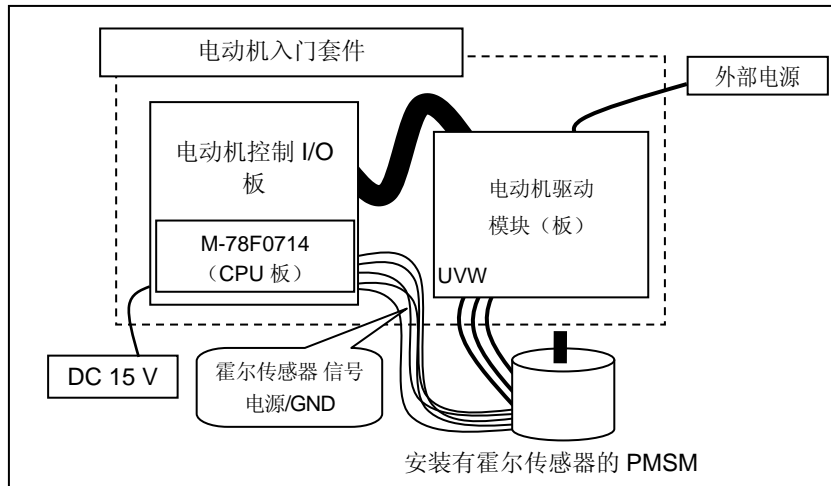 电动机入门套件
外部电源
电动机控制 I/O
板
电动机驱动
模块（板）
M-78F0714
（CPU 板）
UVW
DC 15 V
霍尔传感器 信号
电源/GND
安装有霍尔传感器的 PMSM